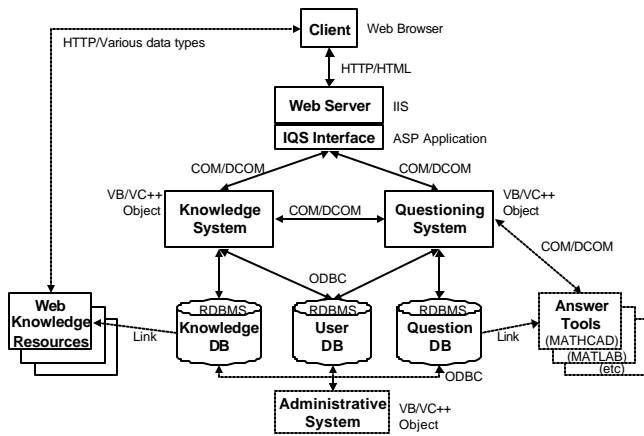 Client
Web Browser
HTTP/Various data types
HTTP/HTML
Web Server
IIS
IQS Interface
ASP Application
COM/DCOM
COM/DCOM
VB/VC++
Object
Knowledge
System
COM/DCOM
Questioning
System
VB/VC++
Object
COM/DCOM
ODBC
Web
Knowledge
Resources
Link
RDBMS
Knowledge
DB
RDBMS
User
DB
RDBMS
Question
DB
Link
Answer
Tools
(MATHCAD)
(MATLAB)
(etc)
ODBC
Administrative
System
VB/VC++
Object